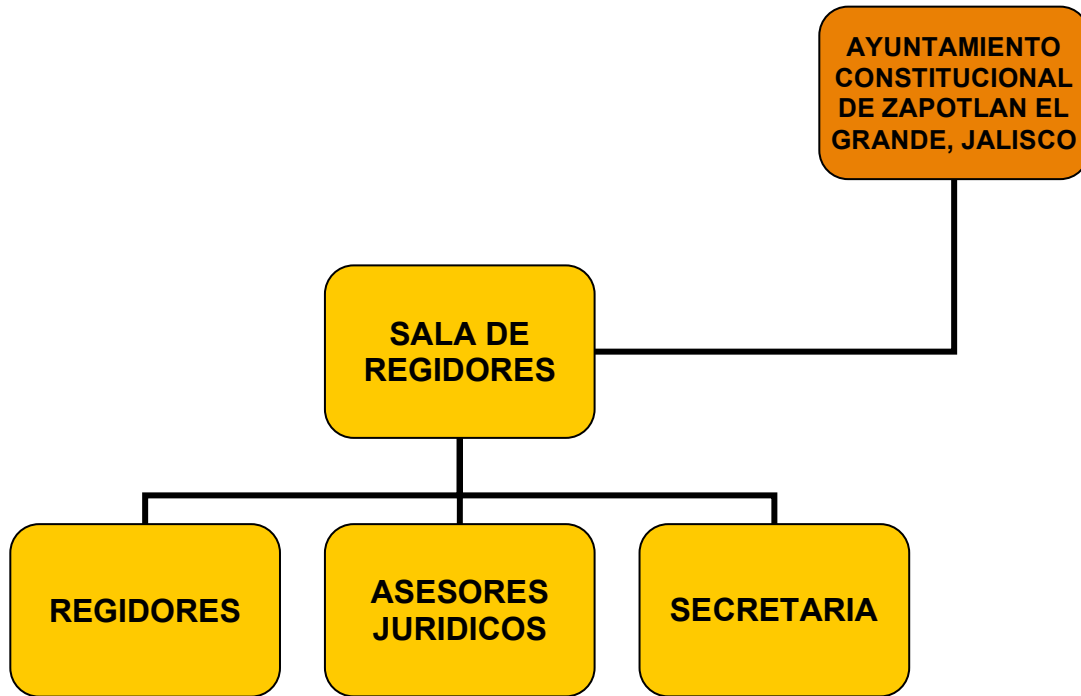 AYUNTAMIENTO
CONSTITUCIONAL
DE ZAPOTLAN EL
GRANDE, JALISCO
SALA DE
REGIDORES
REGIDORES
ASESORES
JURIDICOS
SECRETARIA